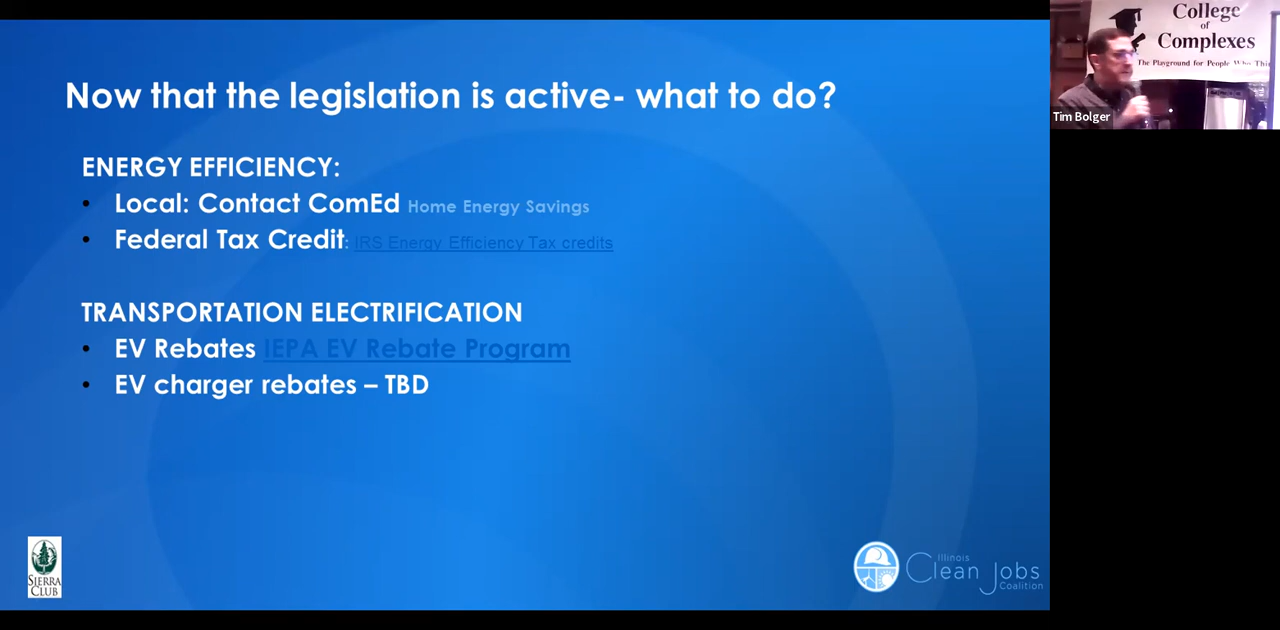 Now that the legislation is active- what to do?
ENERGY EFFICIENCY:
• Local: Contact ComEd Home Energy Savings
• Federal Tax Credit: IRS Energy Efficiency Tax credits
TRANSPORTATION ELECTRIFICATION
• EV Rebates IEPA EV Rebate Program
• EV charger rebates – TBD
SIERRA
CLUB
Illinois
Clean Jobs
Coalition
College
of
Complexes
The Playground for People Who Thin
Tim Bolger